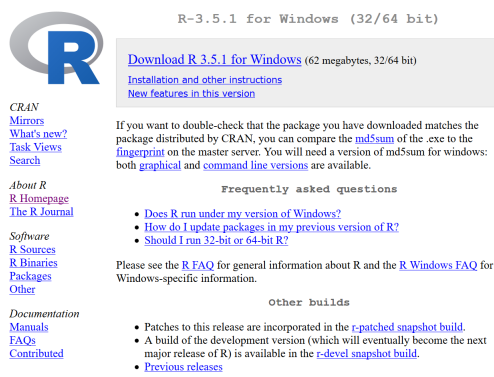 R
CRAN
Mirrors
What's new?
Task Views
Search
About R
R Homepage
The R Journal
Software
R Sources
R Binaries
Packages
Other
Documentation
Manuals
FAQs
Contributed
R-3.5.1 for Windows (32/64 bit)
Download R 3.5.1 for Windows (62 megabytes, 32/64 bit)
Installation and other instructions
New features in this version
If you want to double-check that the package you have downloaded matches the
package distributed by CRAN, you can compare the md5sum of the .exe to the
fingerprint on the master server. You will need a version of md5sum for windows:
both graphical and command line versions are available.
Frequently asked questions
• Does R run under my version of Windows?
• How do I update packages in my previous version of R?
• Should I run 32-bit or 64-bit R?
Please see the R FAQ for general information about R and the R Windows FAQ for
Windows-specific information.
Other builds
• Patches to this release are incorporated in the r-patched snapshot build.
• A build of the development version (which will eventually become the next
major release of R) is available in the r-devel snapshot build.
• Previous releases